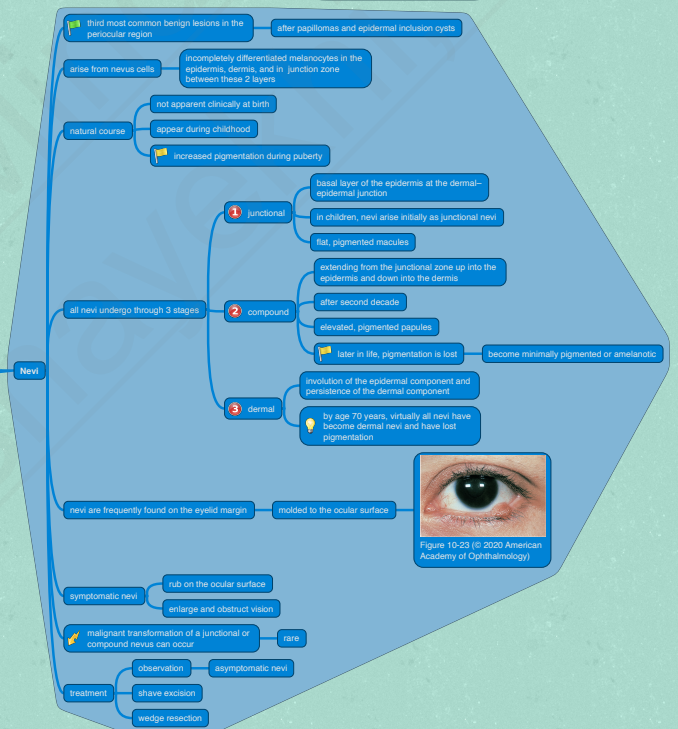 third most common benign lesions in the
periocular region
after papillomas and epidermal inclusion cysts
arise from nevus cells
incompletely differentiated melanocytes in the
epidermis, dermis, and in junction zone
between these 2 layers
natural course
not apparent clinically at birth
appear during childhood
increased pigmentation during puberty
Nevi
all nevi undergo through 3 stages
1 junctional
basal layer of the epidermis at the dermal–
epidermal junction
in children, nevi arise initially as junctional nevi
flat, pigmented macules
2 compound
extending from the junctional zone up into the
epidermis and down into the dermis
after second decade
elevated, pigmented papules
later in life, pigmentation is lost
become minimally pigmented or amelanotic
3 dermal
involution of the epidermal component and
persistence of the dermal component
by age 70 years, virtually all nevi have
become dermal nevi and have lost
pigmentation
nevi are frequently found on the eyelid margin
molded to the ocular surface
Figure 10-23 (© 2020 American
Academy of Ophthalmology)
symptomatic nevi
rub on the ocular surface
enlarge and obstruct vision
malignant transformation of a junctional or
compound nevus can occur
rare
treatment
observation
asymptomatic nevi
shave excision
wedge resection